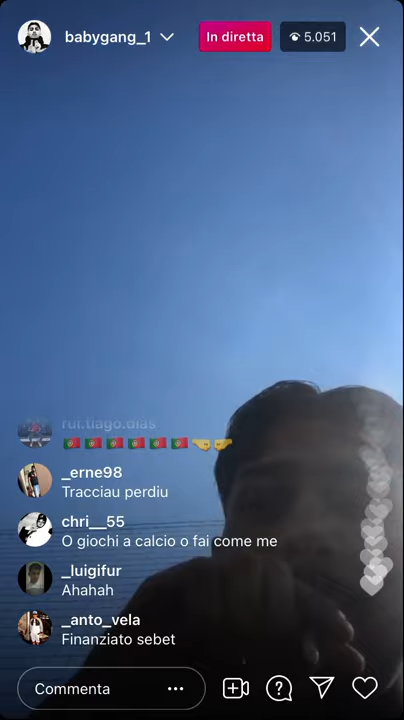 babygang_1
In diretta
5.051
rui.tiago.dias
🇵🇹🇵🇹🇵🇹🇵🇹🇵🇹🇵🇹🤜🤛
_erne98
Tracciau perdiu
chri__55
O giochi a calcio o fai come me
_luigifur
Ahahah
_anto_vela
Finanziato sebet
Commenta